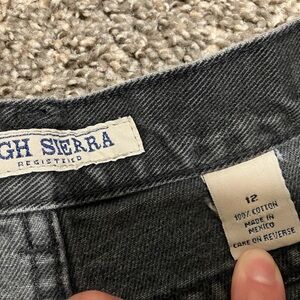 GH SIERRA
REGISTERED
12
100% COTTON
MADE IN
MEXICO
CARE ON REVERSE